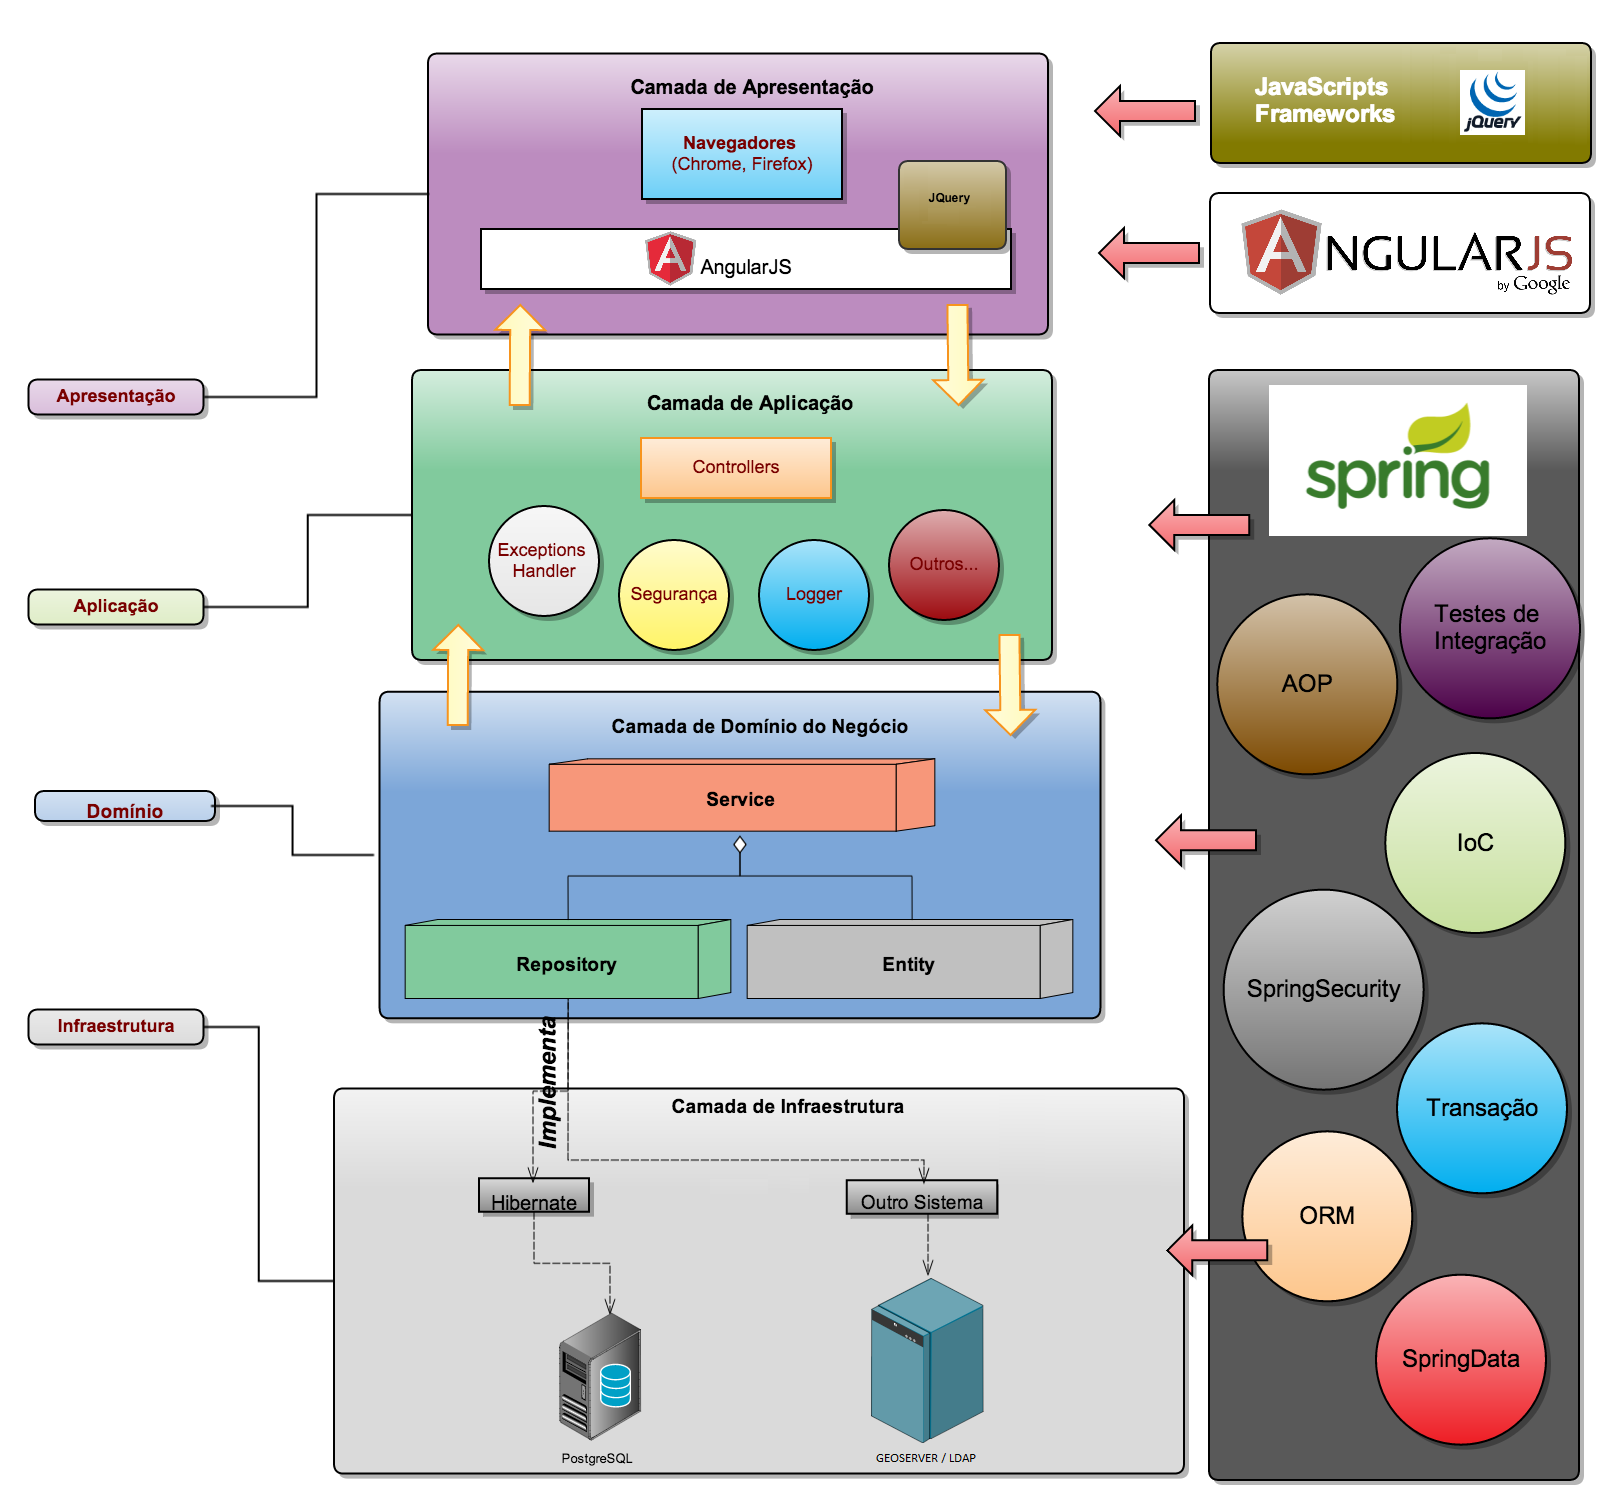 Camada de Apresentação
Navegadores
(Chrome, Firefox)
JQuery
AngularJS
JavaScripts
Frameworks
jQuery
ANGULARJS
by Google
Apresentação
Camada de Aplicação
Controllers
Exceptions
Handler
Segurança
Logger
Outros...
Aplicação
spring
Testes de
Integração
AOP
IoC
SpringSecurity
Transação
ORM
SpringData
Camada de Domínio do Negócio
Service
Repository
Entity
Domínio
Implementa
Infraestrutura
Camada de Infraestrutura
Hibernate
Outro Sistema
PostgreSQL
GEOSERVER / LDAP